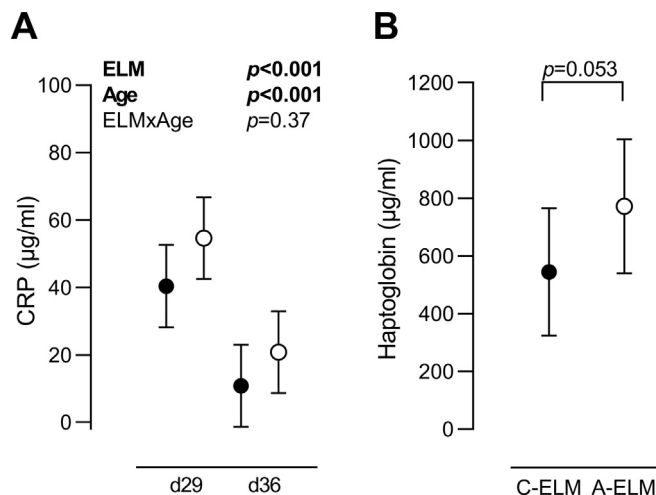 A
ELM p<0.001
Age p<0.001
ELMxAge p=0.37
CRP (µg/ml)
100
80
60
40
20
0
d29 d36
B
p=0.053
Haptoglobin (µg/ml)
1200
1000
800
600
400
200
0
C-ELM A-ELM